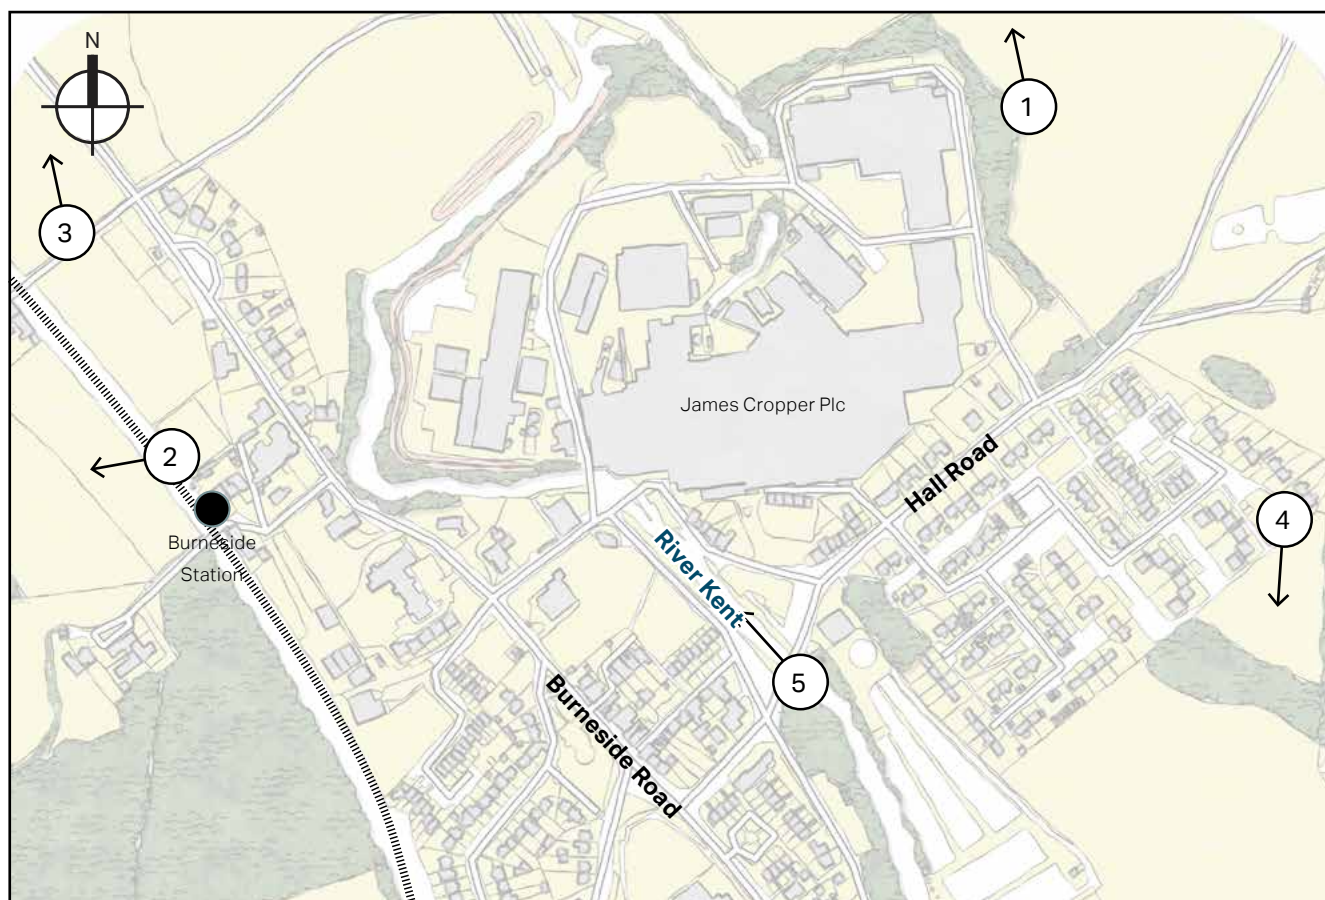 N
1
3
James Cropper Plc
Hall Road
2
4
Burneside
Station
River Kent
5
Burneside Road